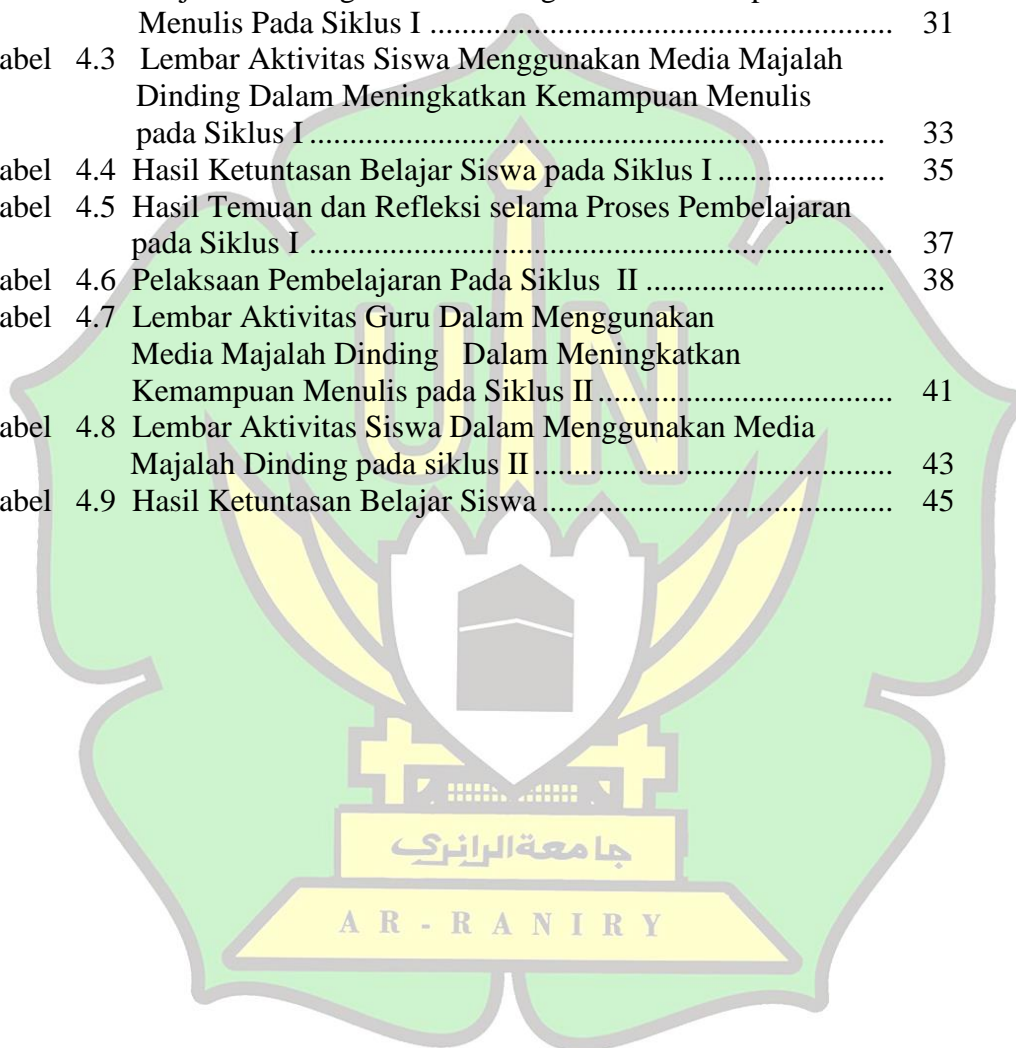 Menulis Pada Siklus I ........................................................ 31
abel 4.3 Lembar Aktivitas Siswa Menggunakan Media Majalah
Dinding Dalam Meningkatkan Kemampuan Menulis
pada Siklus I ..................................................................... 33
abel 4.4 Hasil Ketuntasan Belajar Siswa pada Siklus I .................... 35
abel 4.5 Hasil Temuan dan Refleksi selama Proses Pembelajaran
pada Siklus I ...................................................................... 37
abel 4.6 Pelaksaan Pembelajaran Pada Siklus II ............................. 38
abel 4.7 Lembar Aktivitas Guru Dalam Menggunakan
Media Majalah Dinding Dalam Meningkatkan
Kemampuan Menulis pada Siklus II ................................... 41
abel 4.8 Lembar Aktivitas Siswa Dalam Menggunakan Media
Majalah Dinding pada siklus II ........................................... 43
abel 4.9 Hasil Ketuntasan Belajar Siswa .......................................... 45
UIN
جامعةالرانري
AR-RANIRY